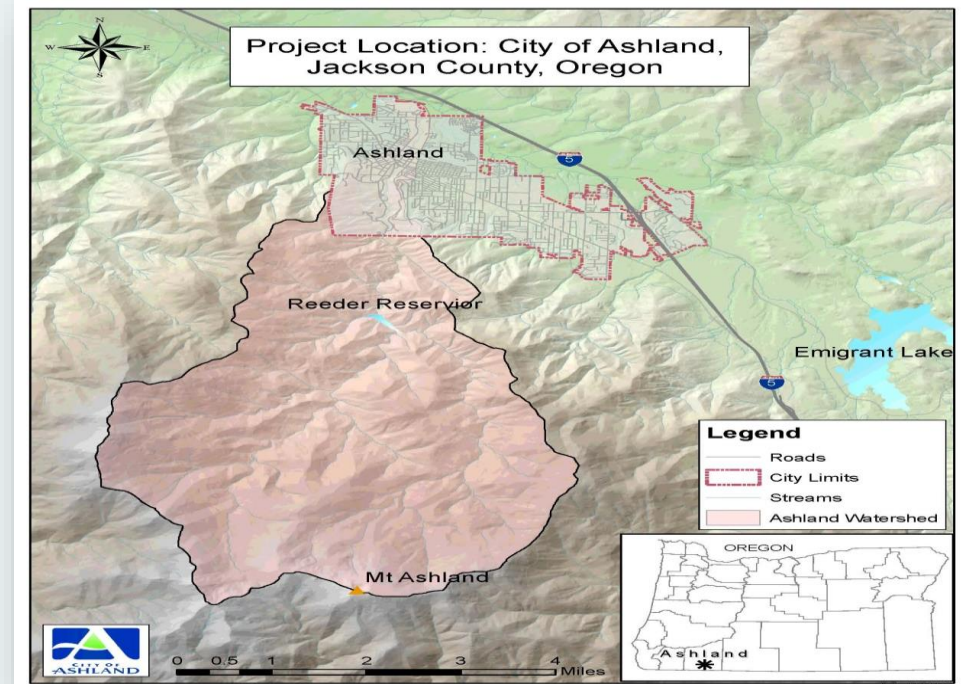 Project Location: City of Ashland,
Jackson County, Oregon
N
W E
S
Ashland
5
Reeder Reservior
Emigrant Lake
5
Legend
Roads
City Limits
Streams
Ashland Watershed
Mt Ashland
OREGON
Ashland
CITY OF
ASHLAND
0 0.5 1 2 3 4
Miles